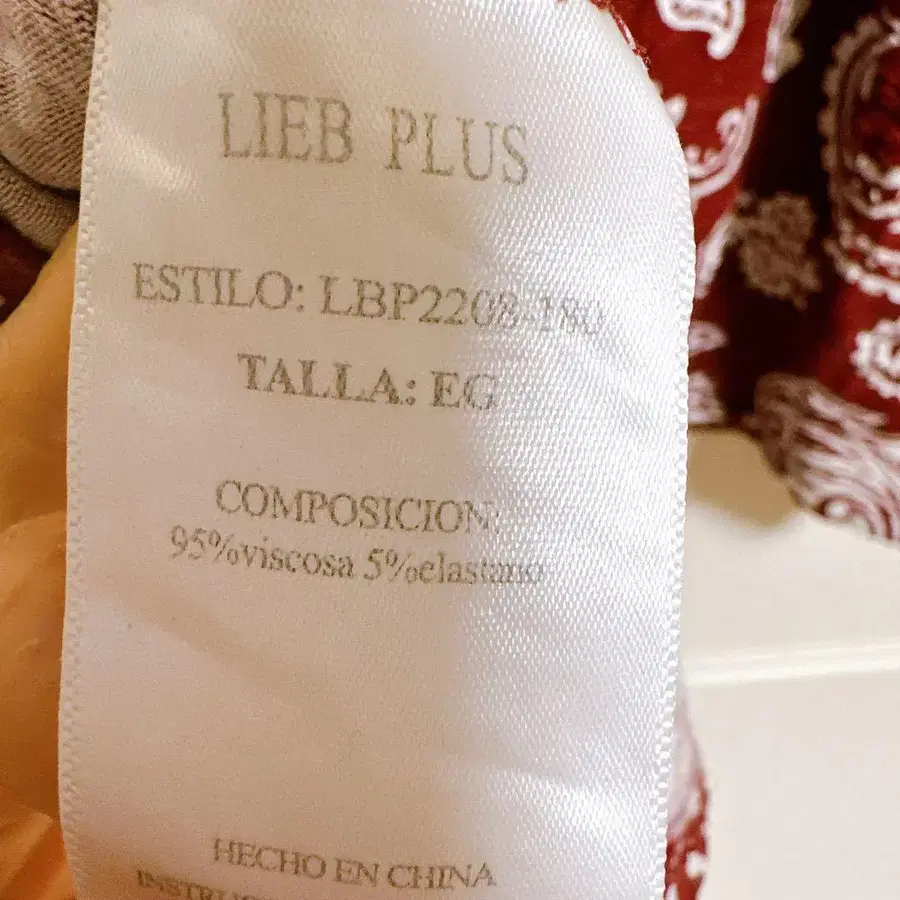 LIEB PLUS
ESTILO: LBP2208-180
TALLA: EG
COMPOSICION:
95%viscosa 5%elastano
HECHO EN CHINA